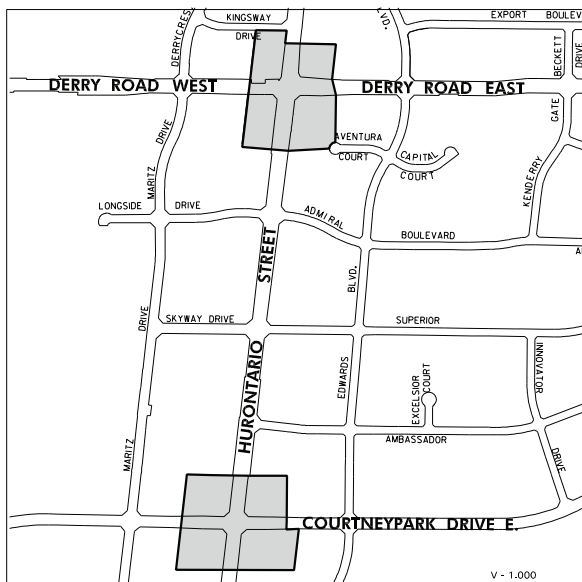 KINGSWAY
DRIVE
DERRYCRES
BLVD.
EXPORT BOULEV
BECKETT
DRIVE
DERRY ROAD WEST
DERRY ROAD EAST
GATE
MARITZ DRIVE
AVENTURA
COURT
CAPITAL
COURT
KENDERRY
LONGSIDE DRIVE
ADMIRAL
BOULEVARD
A
STREET
BLVD.
DRIVE
SKYWAY DRIVE
SUPERIOR
HURONTARIO
EDWARDS
EXCELSIOR
COURT
INNOVATOR
MARITZ
AMBASSADOR
DRIVE
COURTNEYPARK DRIVE E.
V - 1.000